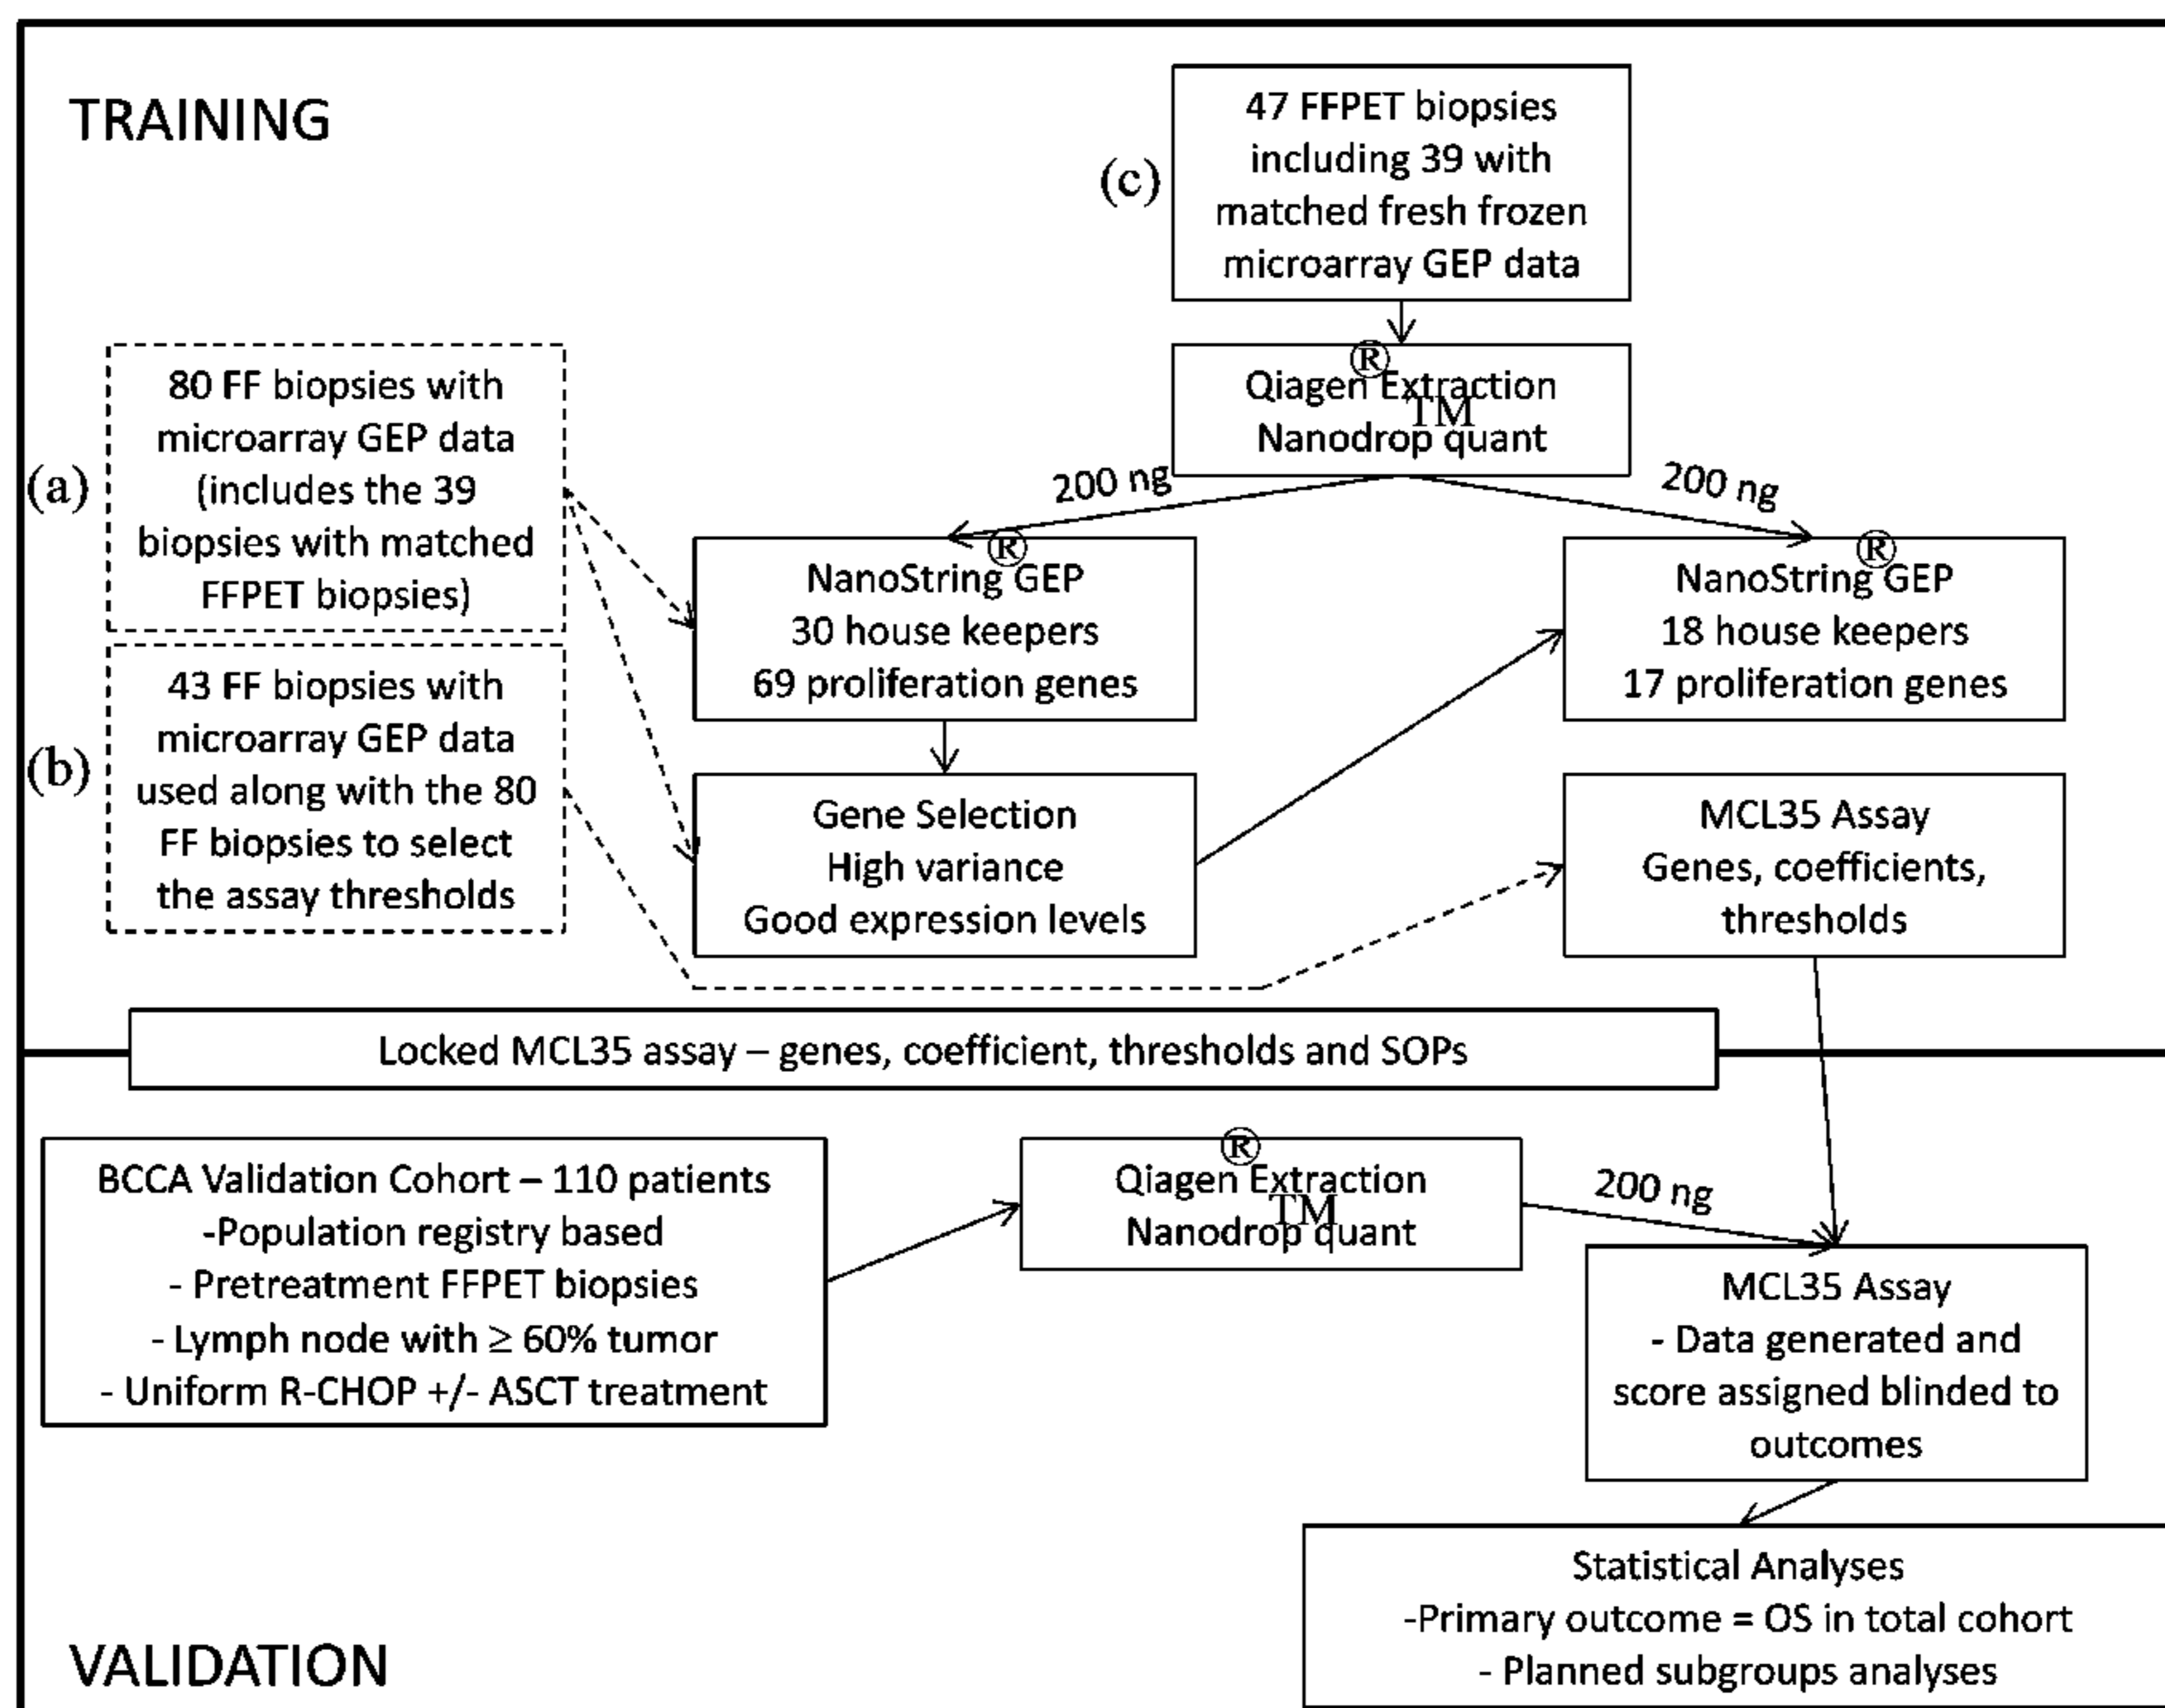 TRAINING
(c)
47 FFPET biopsies
including 39 with
matched fresh frozen
microarray GEP data
Qiagen® Extraction
Nanodrop™ quant
200 ng
200 ng
(a)
80 FF biopsies with
microarray GEP data
(includes the 39
biopsies with matched
FFPET biopsies)
NanoString® GEP
30 house keepers
69 proliferation genes
NanoString® GEP
18 house keepers
17 proliferation genes
(b)
43 FF biopsies with
microarray GEP data
used along with the 80
FF biopsies to select
the assay thresholds
Gene Selection
High variance
Good expression levels
MCL35 Assay
Genes, coefficients,
thresholds
Locked MCL35 assay – genes, coefficient, thresholds and SOPs
BCCA Validation Cohort – 110 patients
-Population registry based
- Pretreatment FFPET biopsies
- Lymph node with ≥ 60% tumor
- Uniform R-CHOP +/- ASCT treatment
Qiagen® Extraction
Nanodrop™ quant
200 ng
MCL35 Assay
- Data generated and
score assigned blinded to
outcomes
Statistical Analyses
-Primary outcome = OS in total cohort
- Planned subgroups analyses
VALIDATION